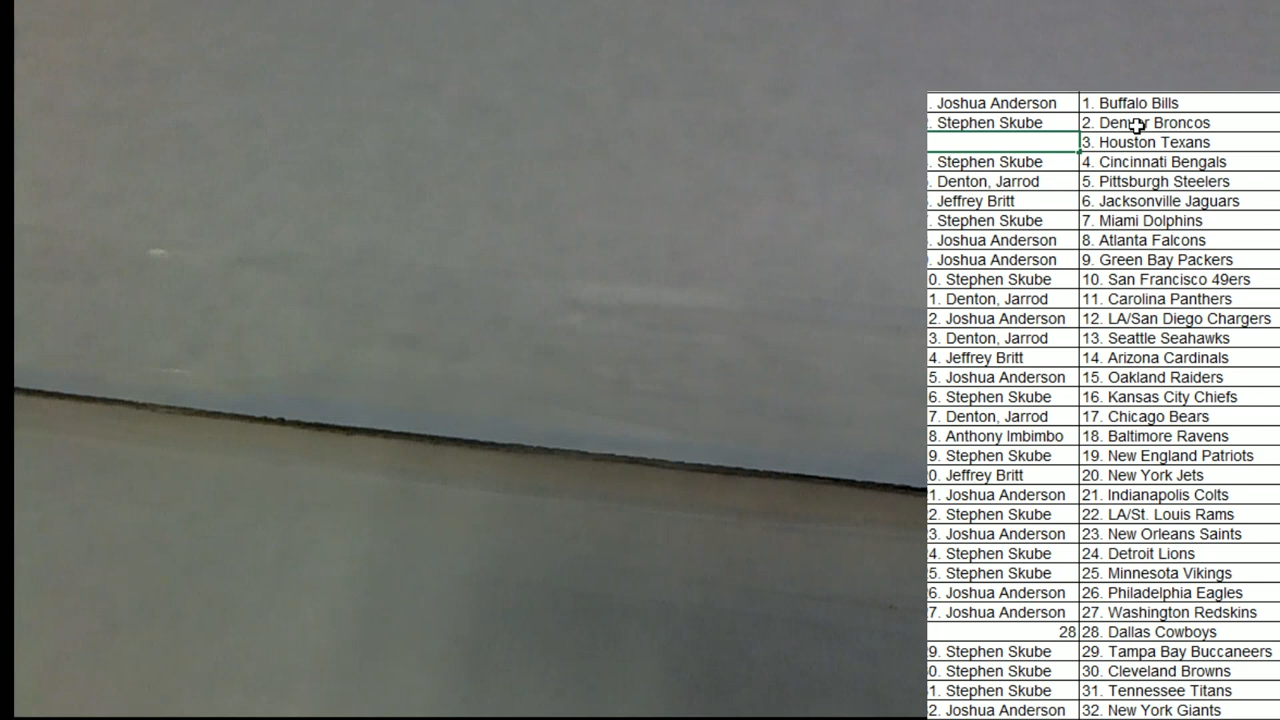 . Joshua Anderson 1. Buffalo Bills
. Stephen Skube 2. Denver Broncos
3. Houston Texans
. Stephen Skube 4. Cincinnati Bengals
. Denton, Jarrod 5. Pittsburgh Steelers
. Jeffrey Britt 6. Jacksonville Jaguars
. Stephen Skube 7. Miami Dolphins
. Joshua Anderson 8. Atlanta Falcons
. Joshua Anderson 9. Green Bay Packers
0. Stephen Skube 10. San Francisco 49ers
1. Denton, Jarrod 11. Carolina Panthers
2. Joshua Anderson 12. LA/San Diego Chargers
3. Denton, Jarrod 13. Seattle Seahawks
4. Jeffrey Britt 14. Arizona Cardinals
5. Joshua Anderson 15. Oakland Raiders
6. Stephen Skube 16. Kansas City Chiefs
7. Denton, Jarrod 17. Chicago Bears
8. Anthony Imbimbo 18. Baltimore Ravens
9. Stephen Skube 19. New England Patriots
0. Jeffrey Britt 20. New York Jets
1. Joshua Anderson 21. Indianapolis Colts
2. Stephen Skube 22. LA/St. Louis Rams
3. Joshua Anderson 23. New Orleans Saints
4. Stephen Skube 24. Detroit Lions
5. Stephen Skube 25. Minnesota Vikings
6. Joshua Anderson 26. Philadelphia Eagles
7. Joshua Anderson 27. Washington Redskins
28 28. Dallas Cowboys
9. Stephen Skube 29. Tampa Bay Buccaneers
0. Stephen Skube 30. Cleveland Browns
1. Stephen Skube 31. Tennessee Titans
2. Joshua Anderson 32. New York Giants